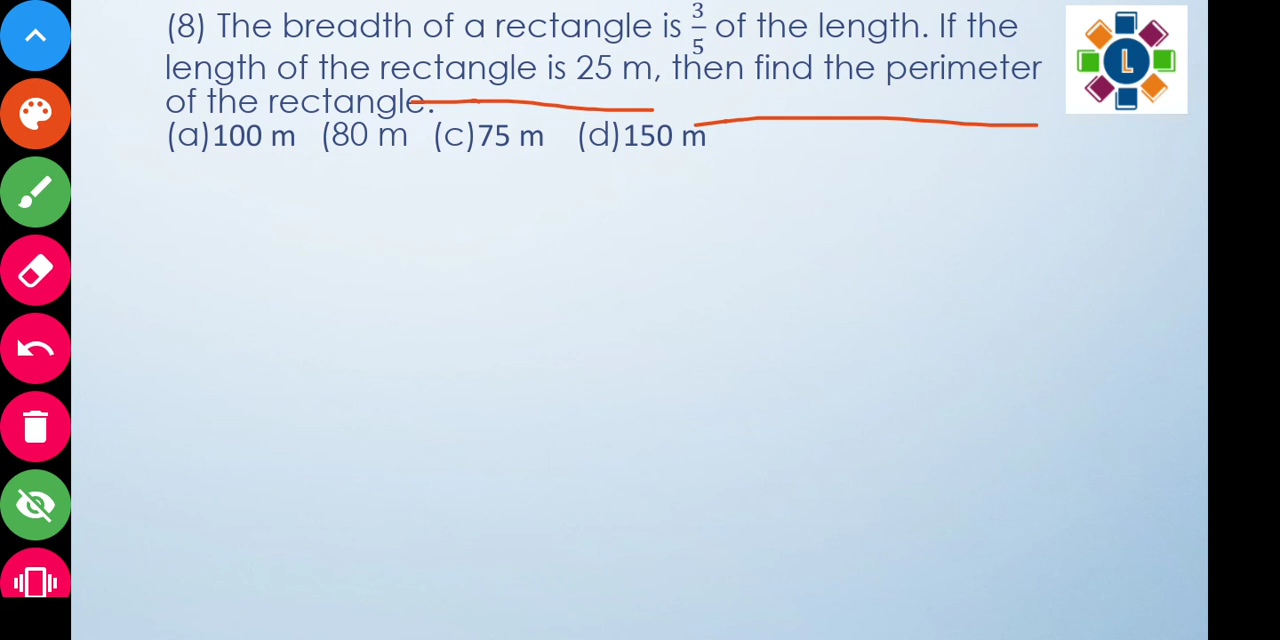 (8) The breadth of a rectangle is 3/5 of the length. If the
length of the rectangle is 25 m, then find the perimeter
of the rectangle.
(a)100 m (80 m (c)75 m (d)150 m
L